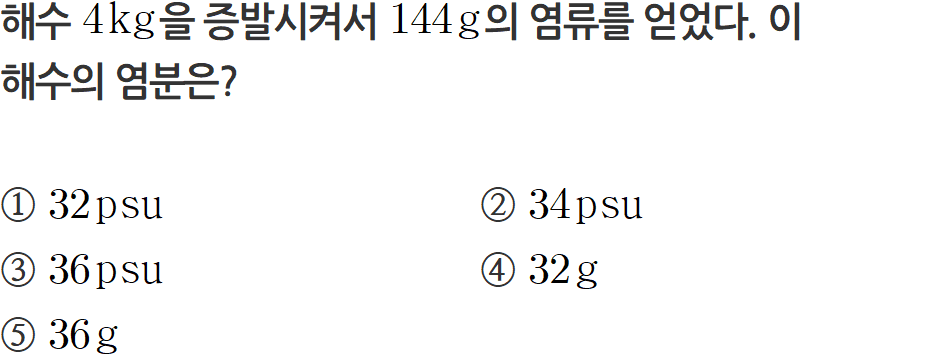 해수 4kg을 증발시켜서 144g의 염류를 얻었다. 이
해수의 염분은?
① 32psu ② 34psu
③ 36psu ④ 32g
⑤ 36g